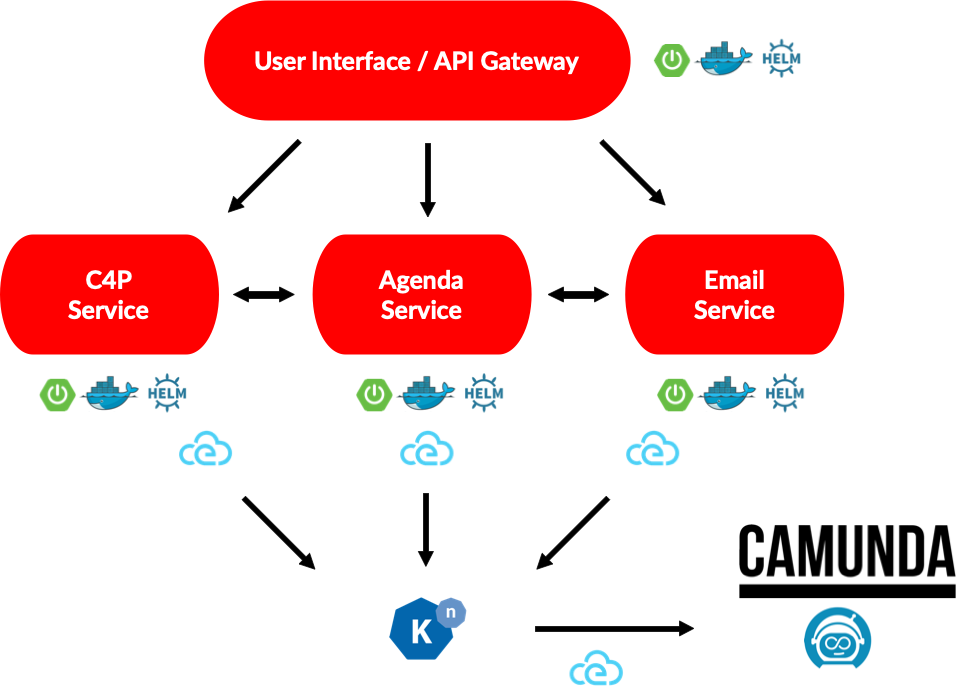 User Interface / API Gateway
HELM
C4P
Service
Agenda
Service
Email
Service
HELM
HELM
HELM
e
e
e
CAMUNDA
K
n
e